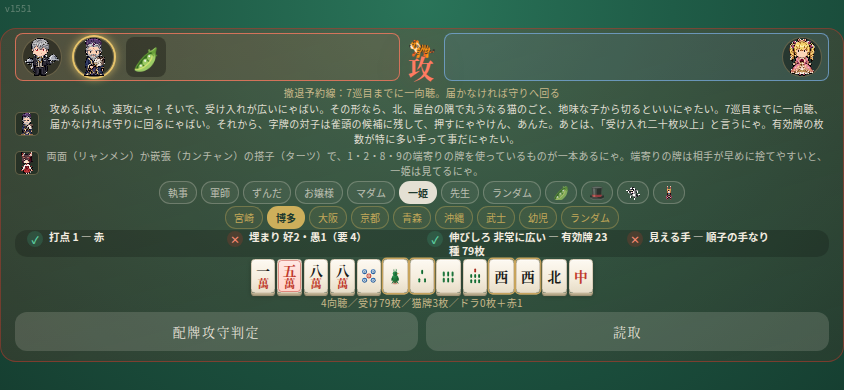 v1551
攻
撤退予約線：7巡目までに一向聴。届かなければ守りへ回る
攻めるばい、速攻にゃ！そいで、受け入れが広いにゃばい。その形なら、北、屋台の隅で丸うなる猫のごと、地味な子から切るといいにゃたい。7巡目までに一向聴、
届かなければ守りに回るにゃばい。それから、字牌の対子は雀頭の候補に残して、押すにゃやけん、あんた。あとは、「受け入れ二十枚以上」と言うにゃ。有効牌の枚
数が特に多い手って事だにゃたい。
両面（リャンメン）か嵌張（カンチャン）の搭子（ターツ）で、1・2・8・9の端寄りの牌を使っているものが一本あるにゃ。端寄りの牌は相手が早めに捨てやすいと、
一姫は見てるにゃ。
執事 軍師 ずんだ お嬢様 マダム 一姫 先生 ランダム
宮崎 博多 大阪 京都 青森 沖縄 武士 幼児 ランダム
✓ 打点 1 ― 赤 ✕ 埋まり 好2・愚1（要 4） ✓ 伸びしろ 非常に広い ― 有効牌 23 ✕ 見える手 ― 順子の手なり
種 79枚
一萬 五萬 八萬 八萬 西 西 北 中
4向聴／受け79枚／猫牌3枚／ドラ0枚＋赤1
配牌攻守判定 読取